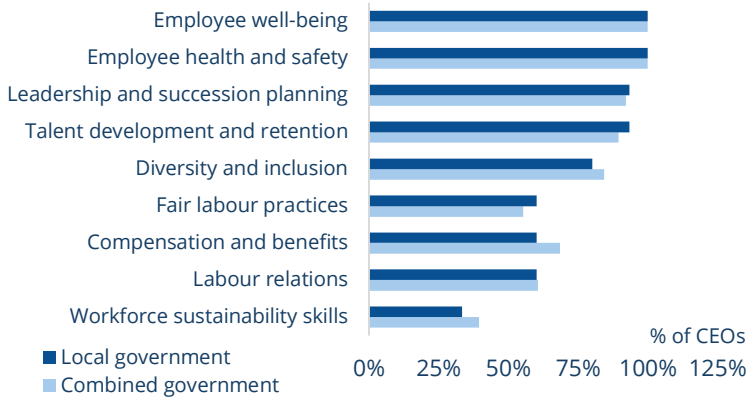 Employee well-being
Employee health and safety
Leadership and succession planning
Talent development and retention
Diversity and inclusion
Fair labour practices
Compensation and benefits
Labour relations
Workforce sustainability skills
% of CEOs
Local government
Combined government
0% 25% 50% 75% 100% 125%